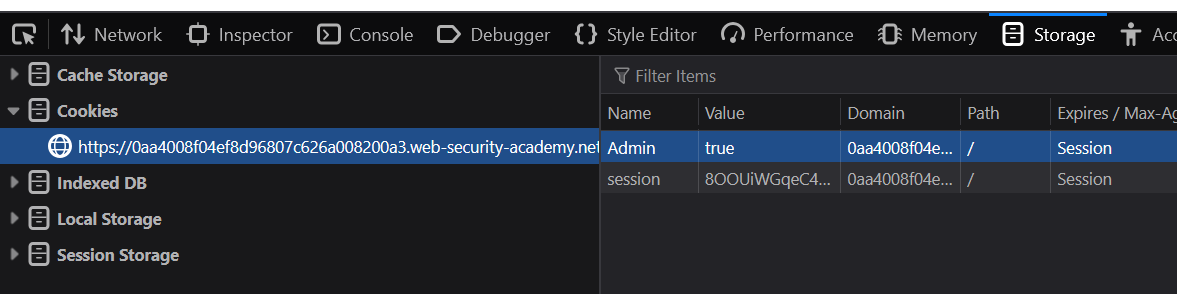 Network Inspector Console Debugger Style Editor Performance Memory Storage Acc
Cache Storage
Cookies
https://0aa4008f04ef8d96807c626a008200a3.web-security-academy.net
Indexed DB
Local Storage
Session Storage
Filter Items
Name Value Domain Path Expires / Max-Ag
Admin true 0aa4008f04e... / Session
session 8OOUiWGqeC4... 0aa4008f04e... / Session